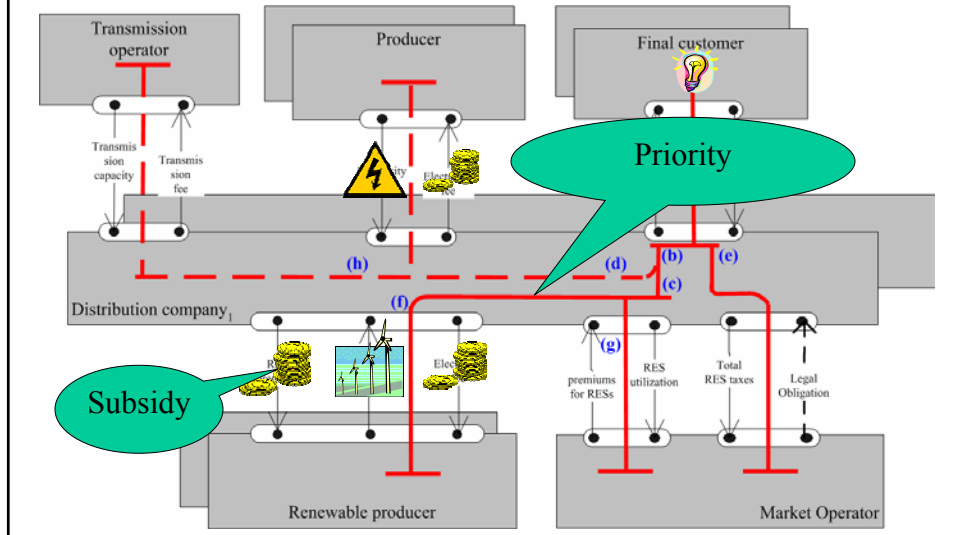 Transmission
operator
Producer
Final customer
Transmis
sion
capacity
Transmis
sion
fee
Priority
(h)
(d)
(b)
(e)
(c)
Distribution company1
(f)
(g)
premiums
for RESs
RES
utilization
Total
RES taxes
Legal
Obligation
Subsidy
Renewable producer
Market Operator